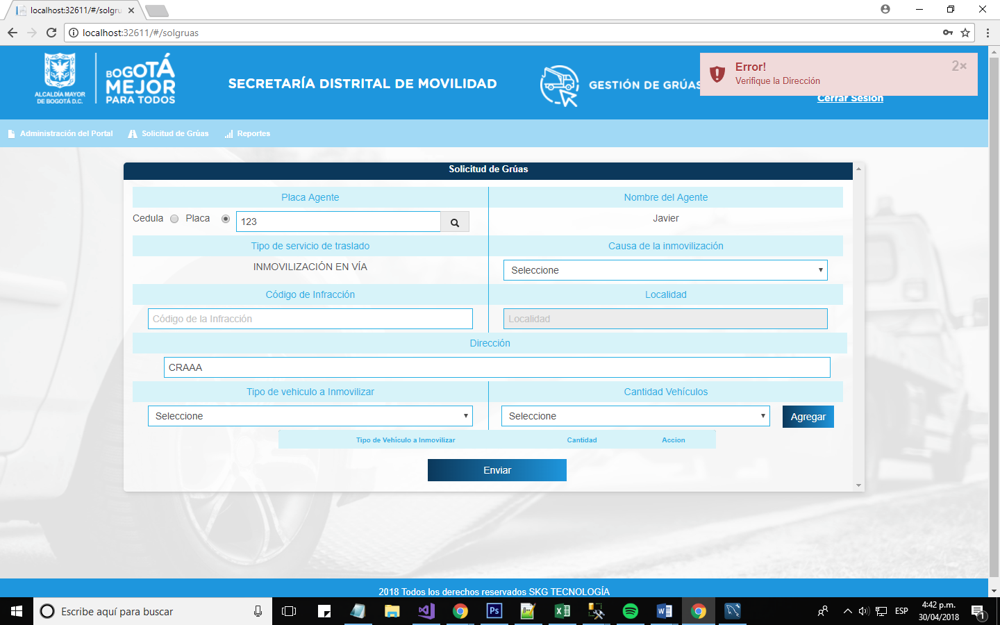 localhost:32611/#/solgru
localhost:32611/#/solgruas
ALCALDÍA MAYOR
DE BOGOTÁ D.C.
BOGOTÁ
MEJOR
PARA TODOS
SECRETARÍA DISTRITAL DE MOVILIDAD
GESTIÓN DE GRÚAS
Error!
2×
Verifique la Dirección
Cerrar Sesión
Administración del Portal
Solicitud de Grúas
Reportes
Solicitud de Grúas
Placa Agente
Nombre del Agente
Cedula
Placa
123
Javier
Tipo de servicio de traslado
Causa de la inmovilización
INMOVILIZACIÓN EN VÍA
Seleccione
Código de Infracción
Localidad
Código de la Infracción
Localidad
Dirección
CRAAA
Tipo de vehiculo a Inmovilizar
Cantidad Vehículos
Seleccione
Seleccione
Agregar
Tipo de Vehículo a Inmovilizar
Cantidad
Accion
Enviar
2018 Todos los derechos reservados SKG TECNOLOGÍA
Escribe aquí para buscar
Ps
ESP
4:42 p.m.
30/04/2018
1